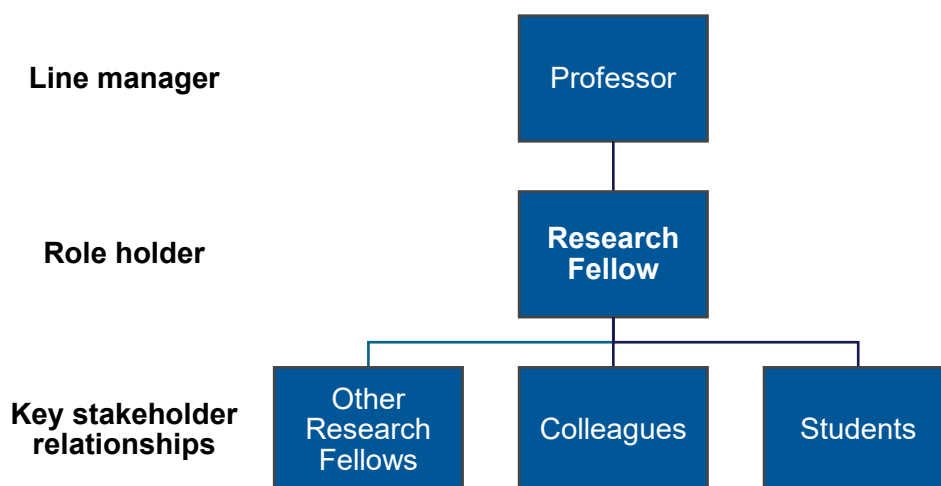 Line manager
Professor
Role holder
Research
Fellow
Key stakeholder
relationships
Other
Research
Fellows
Colleagues
Students